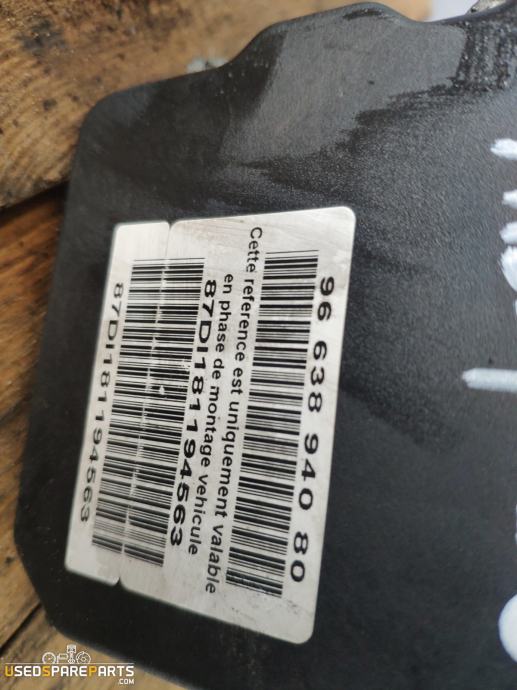 96 638 940 80
Cette reference est uniquement valable
en phase de montage vehicule
87DI181194563
87DI181194563
USEDSPAREPARTS
.COM